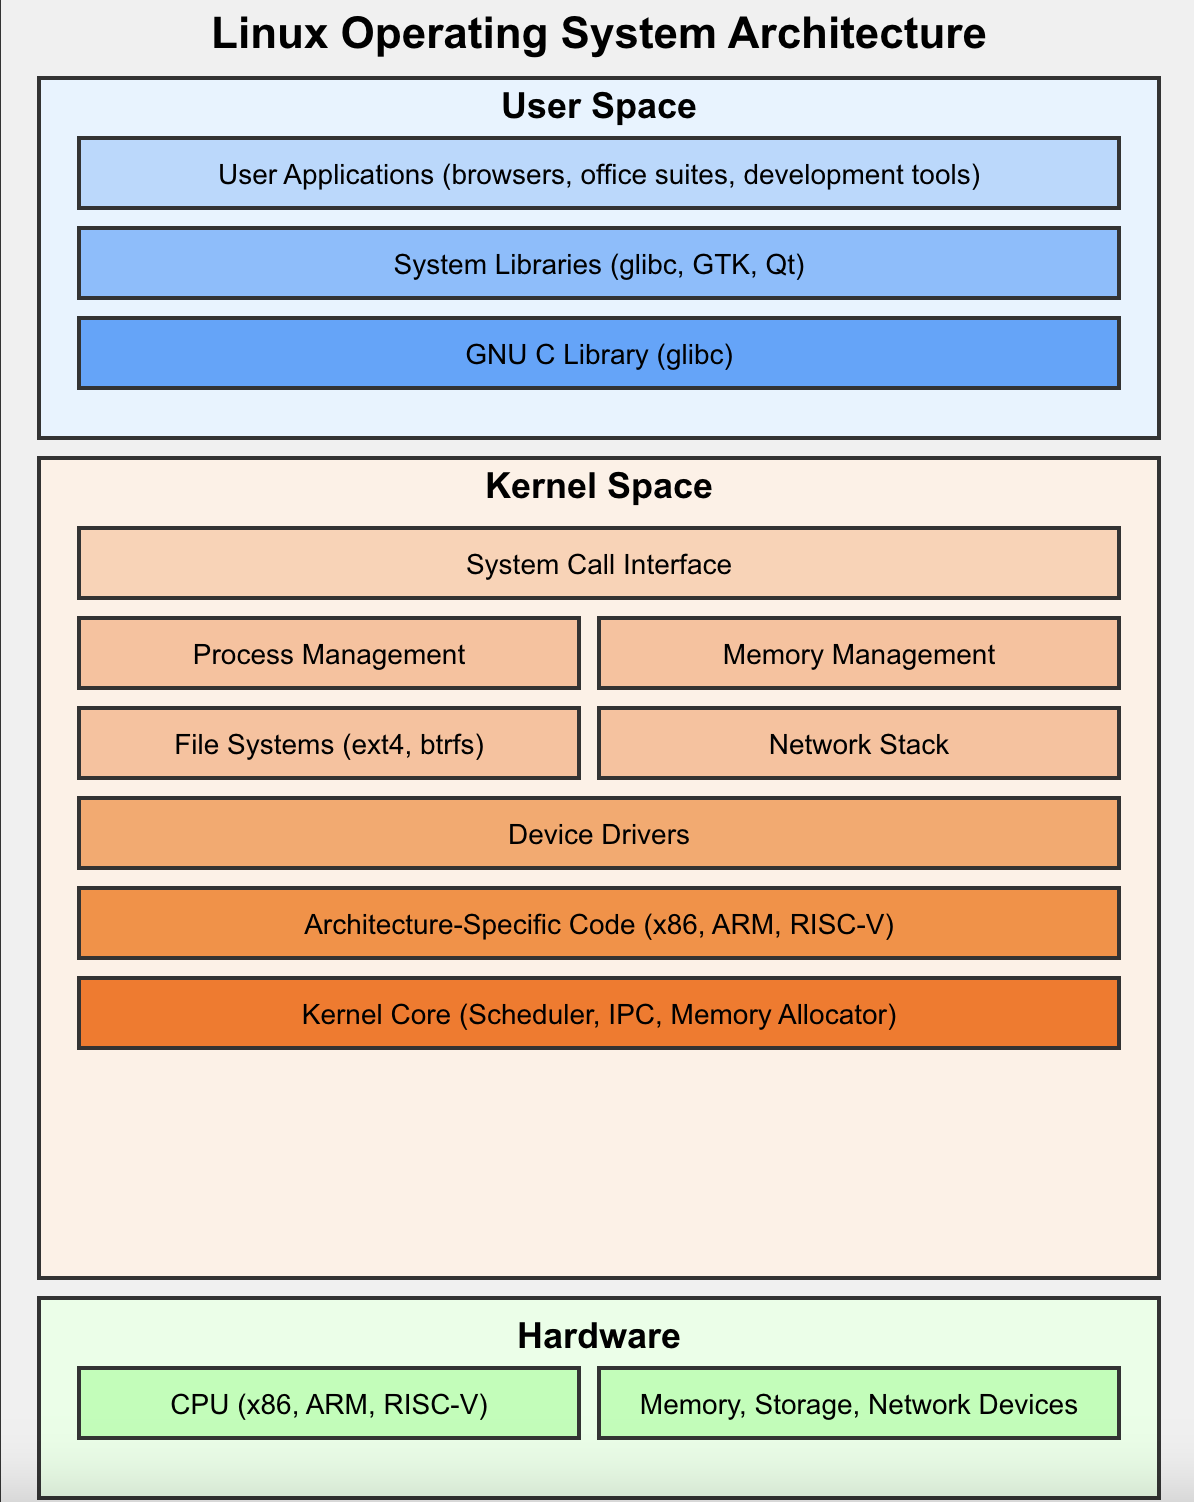 Linux Operating System Architecture
User Space
User Applications (browsers, office suites, development tools)
System Libraries (glibc, GTK, Qt)
GNU C Library (glibc)
Kernel Space
System Call Interface
Process Management
Memory Management
File Systems (ext4, btrfs)
Network Stack
Device Drivers
Architecture-Specific Code (x86, ARM, RISC-V)
Kernel Core (Scheduler, IPC, Memory Allocator)
Hardware
CPU (x86, ARM, RISC-V)
Memory, Storage, Network Devices